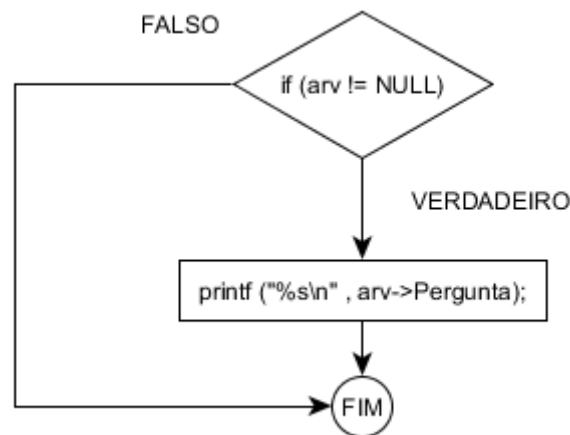 FALSO
if (arv != NULL)
VERDADEIRO
printf ("%s\n" , arv->Pergunta);
FIM